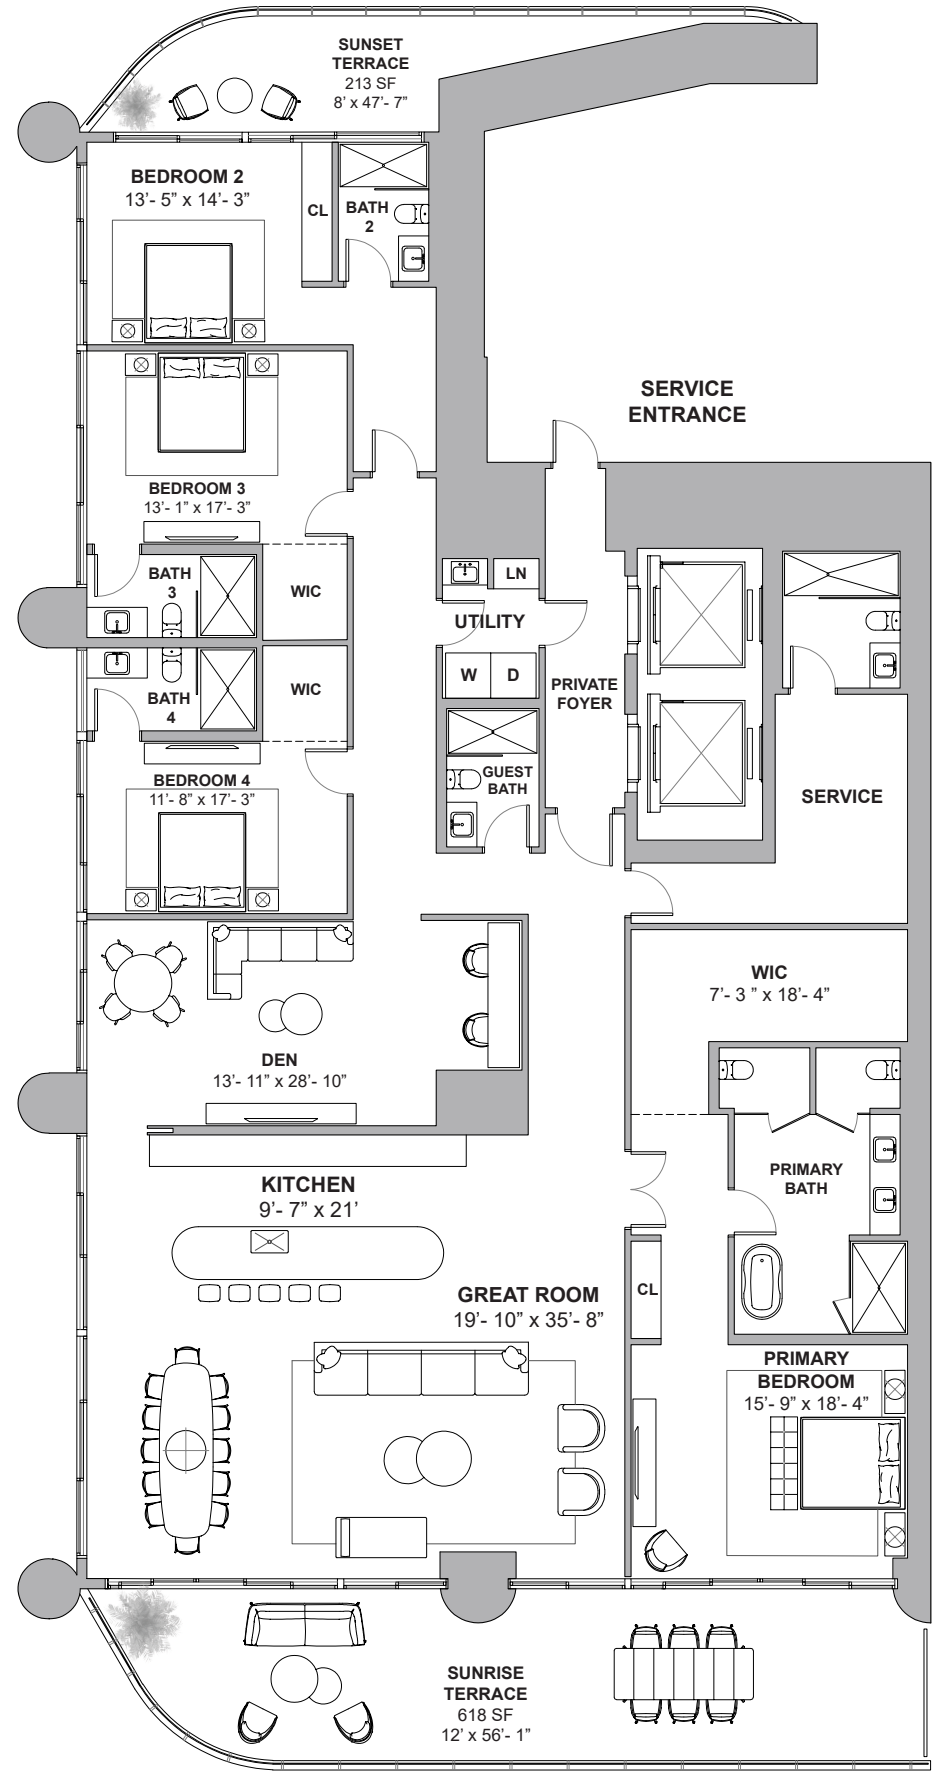 SUNSET
TERRACE
213 SF
8’ x 47’- 7”
BEDROOM 2
13’- 5” x 14’- 3”
CL
BATH
2
SERVICE
ENTRANCE
BEDROOM 3
13’- 1” x 17’- 3”
BATH
3
WIC
LN
UTILITY
W
D
BATH
4
WIC
PRIVATE
FOYER
GUEST
BATH
BEDROOM 4
11’- 8” x 17’- 3”
SERVICE
WIC
7’- 3 ” x 18’- 4”
DEN
13’- 11” x 28’- 10”
KITCHEN
9’- 7” x 21’
PRIMARY
BATH
CL
GREAT ROOM
19’- 10” x 35’- 8”
PRIMARY
BEDROOM
15’- 9” x 18’- 4”
SUNRISE
TERRACE
618 SF
12’ x 56’- 1”